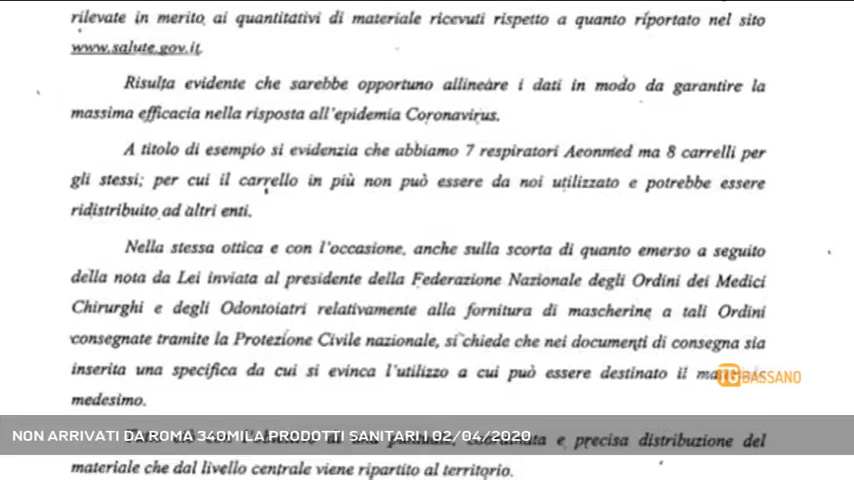 rilevate in merito ai quantitativi di materiale ricevuti rispetto a quanto riportato nel sito
www.salute.gov.it.
Risulta evidente che sarebbe opportuno allineare i dati in modo da garantire la
massima efficacia nella risposta all'epidemia Coronavirus.
A titolo di esempio si evidenzia che abbiamo 7 respiratori Aeonmed ma 8 carrelli per
gli stessi; per cui il carrello in più non può essere da noi utilizzato e potrebbe essere
ridistribuito ad altri enti.
Nella stessa ottica e con l'occasione, anche sulla scorta di quanto emerso a seguito
della nota da Lei inviata al presidente della Federazione Nazionale degli Ordini dei Medici
Chirurghi e degli Odontoiatri relativamente alla fornitura di mascherine a tali Ordini
consegnate tramite la Protezione Civile nazionale, si chiede che nei documenti di consegna sia
inserita una specifica da cui si evinca l'utilizzo a cui può essere destinato il
TG BASSANO
medesimo.
NON ARRIVATI DA ROMA 340MILA PRODOTTI SANITARI | 02/04/2020
e precisa distribuzione del
materiale che dal livello centrale viene ripartito al territorio.